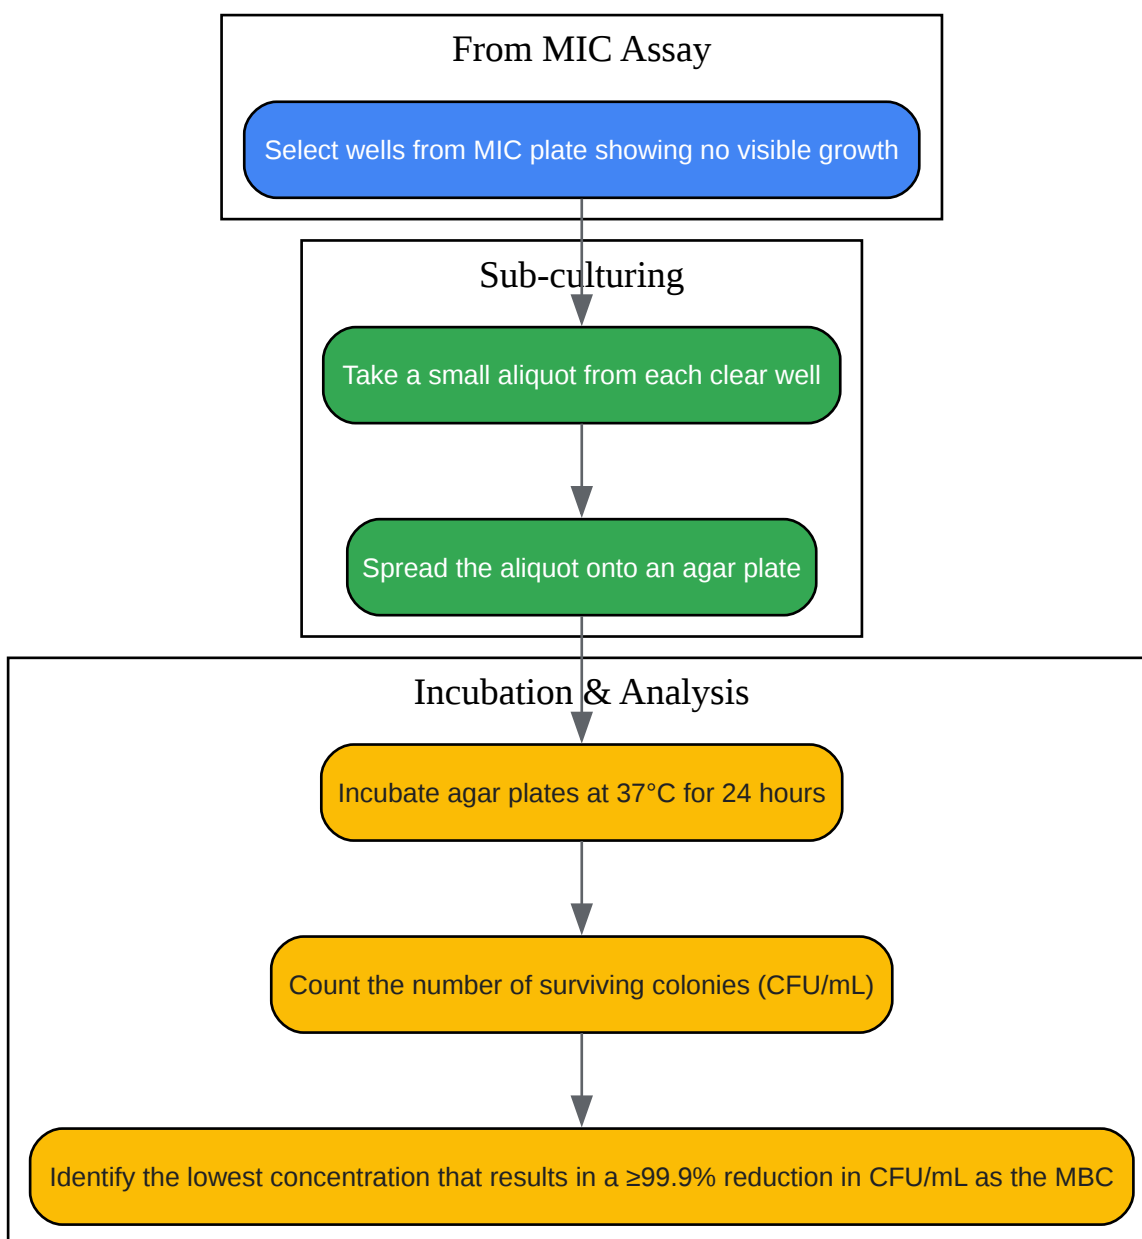 From MIC Assay
Select wells from MIC plate showing no visible growth
Sub-culturing
Take a small aliquot from each clear well
Spread the aliquot onto an agar plate
Incubation & Analysis
Incubate agar plates at 37°C for 24 hours
Count the number of surviving colonies (CFU/mL)
Identify the lowest concentration that results in a ≥99.9% reduction in CFU/mL as the MBC